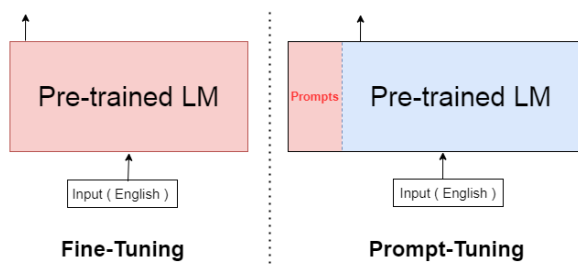 Pre-trained LM
Input ( English )
Fine-Tuning
Prompts
Pre-trained LM
Input ( English )
Prompt-Tuning